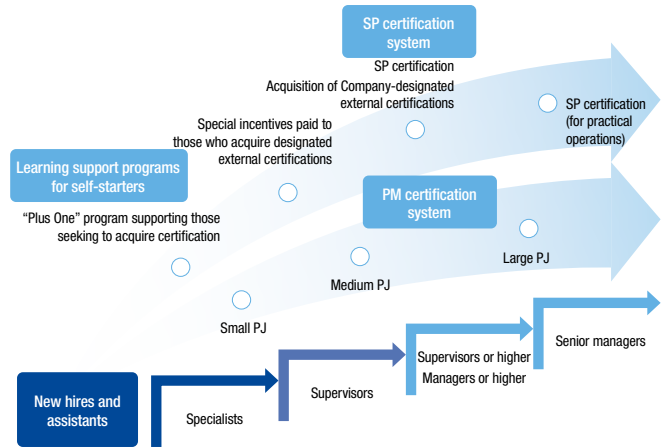 SP certification
system
SP certification
Acquisition of Company-designated
external certifications
SP certification
(for practical
operations)
Special incentives paid to
those who acquire designated
external certifications
Learning support programs
for self-starters
“Plus One” program supporting those
seeking to acquire certification
PM certification
system
Large PJ
Medium PJ
Small PJ
Senior managers
Supervisors or higher
Managers or higher
Supervisors
Specialists
New hires and
assistants